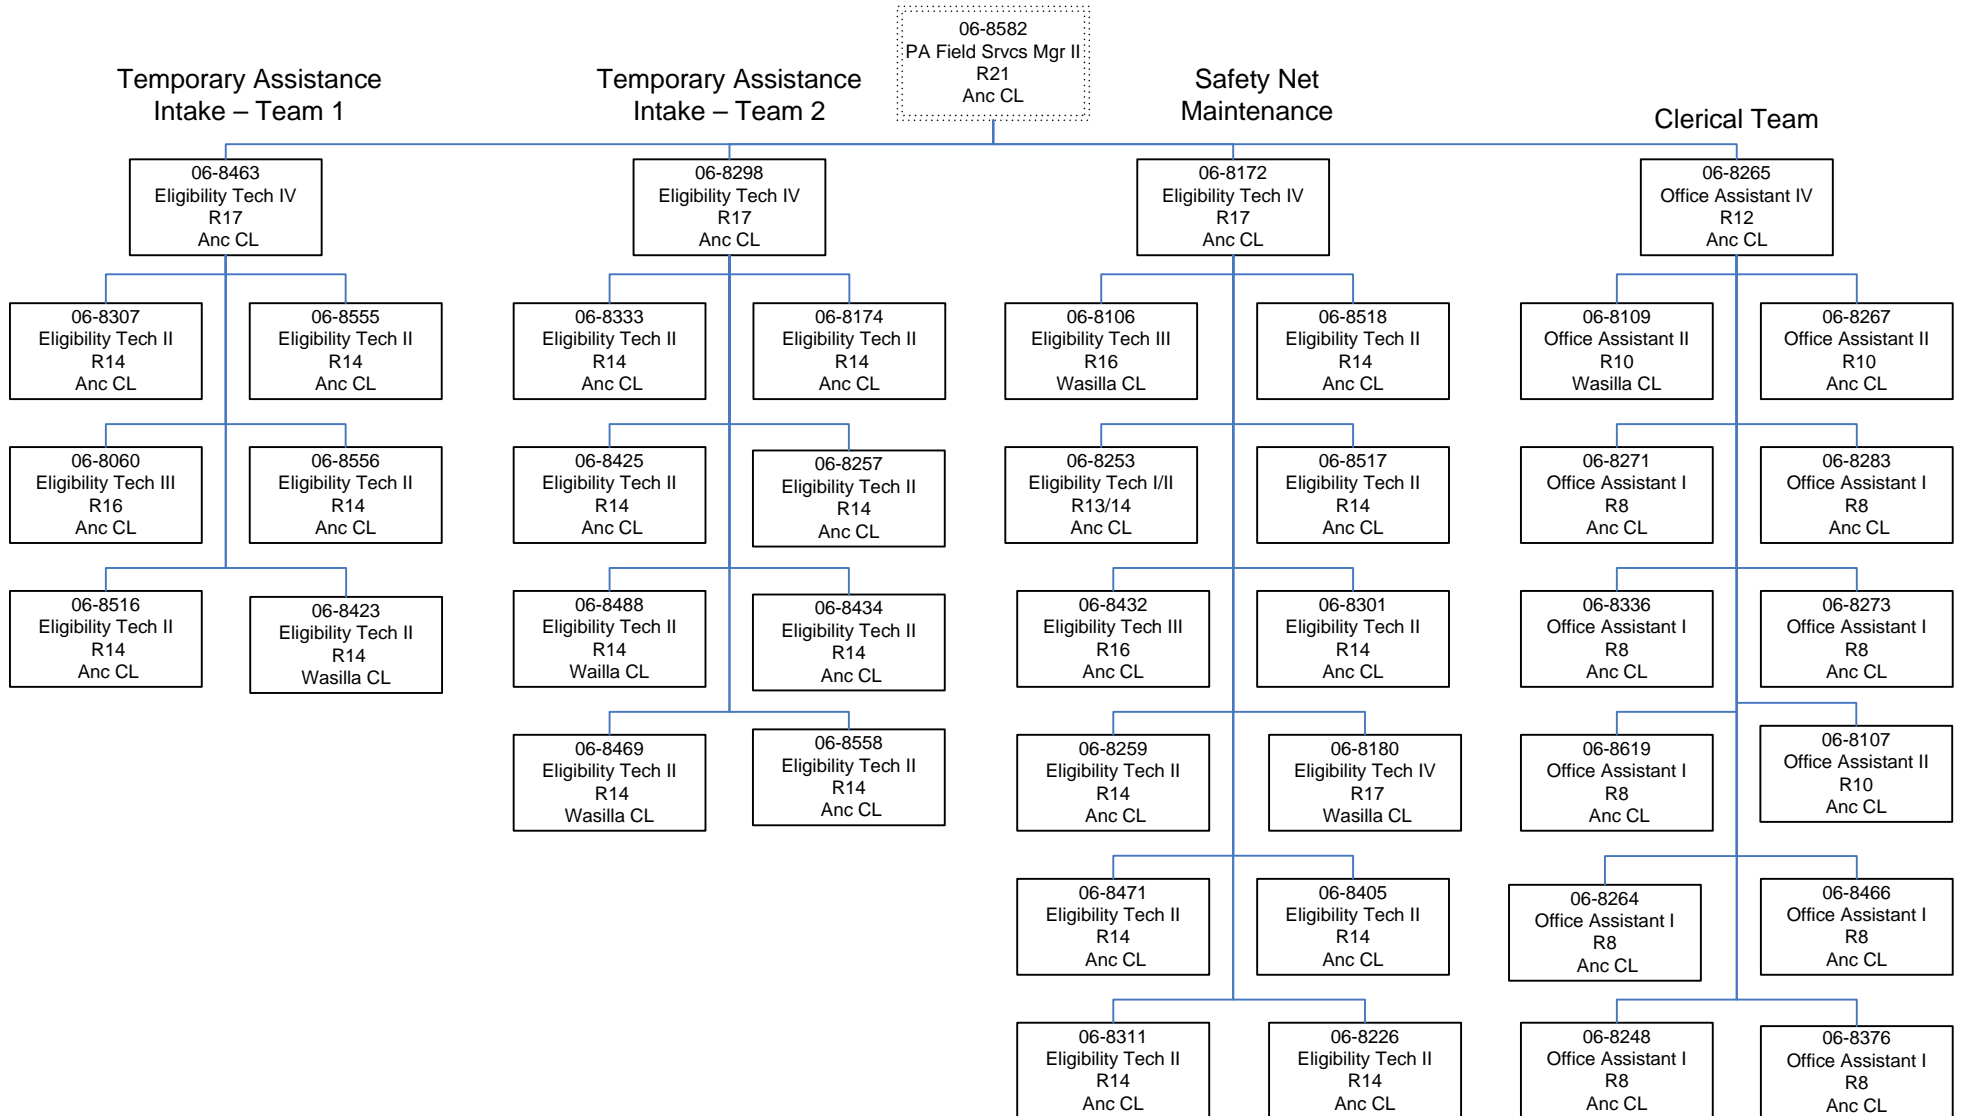 06-8582
PA Field Srvcs Mgr II
R21
Anc CL
Temporary Assistance
Intake – Team 1
Temporary Assistance
Intake – Team 2
Safety Net
Maintenance
Clerical Team
06-8463
Eligibility Tech IV
R17
Anc CL
06-8298
Eligibility Tech IV
R17
Anc CL
06-8172
Eligibility Tech IV
R17
Anc CL
06-8265
Office Assistant IV
R12
Anc CL
06-8307
Eligibility Tech II
R14
Anc CL
06-8555
Eligibility Tech II
R14
Anc CL
06-8333
Eligibility Tech II
R14
Anc CL
06-8174
Eligibility Tech II
R14
Anc CL
06-8106
Eligibility Tech III
R16
Wasilla CL
06-8518
Eligibility Tech II
R14
Anc CL
06-8109
Office Assistant II
R10
Wasilla CL
06-8267
Office Assistant II
R10
Anc CL
06-8060
Eligibility Tech III
R16
Anc CL
06-8556
Eligibility Tech II
R14
Anc CL
06-8425
Eligibility Tech II
R14
Anc CL
06-8257
Eligibility Tech II
R14
Anc CL
06-8253
Eligibility Tech I/II
R13/14
Anc CL
06-8517
Eligibility Tech II
R14
Anc CL
06-8271
Office Assistant I
R8
Anc CL
06-8283
Office Assistant I
R8
Anc CL
06-8516
Eligibility Tech II
R14
Anc CL
06-8423
Eligibility Tech II
R14
Wasilla CL
06-8488
Eligibility Tech II
R14
Wailla CL
06-8434
Eligibility Tech II
R14
Anc CL
06-8432
Eligibility Tech III
R16
Anc CL
06-8301
Eligibility Tech II
R14
Anc CL
06-8336
Office Assistant I
R8
Anc CL
06-8273
Office Assistant I
R8
Anc CL
06-8469
Eligibility Tech II
R14
Wasilla CL
06-8558
Eligibility Tech II
R14
Anc CL
06-8259
Eligibility Tech II
R14
Anc CL
06-8180
Eligibility Tech IV
R17
Wasilla CL
06-8619
Office Assistant I
R8
Anc CL
06-8107
Office Assistant II
R10
Anc CL
06-8471
Eligibility Tech II
R14
Anc CL
06-8405
Eligibility Tech II
R14
Anc CL
06-8264
Office Assistant I
R8
Anc CL
06-8466
Office Assistant I
R8
Anc CL
06-8311
Eligibility Tech II
R14
Anc CL
06-8226
Eligibility Tech II
R14
Anc CL
06-8248
Office Assistant I
R8
Anc CL
06-8376
Office Assistant I
R8
Anc CL